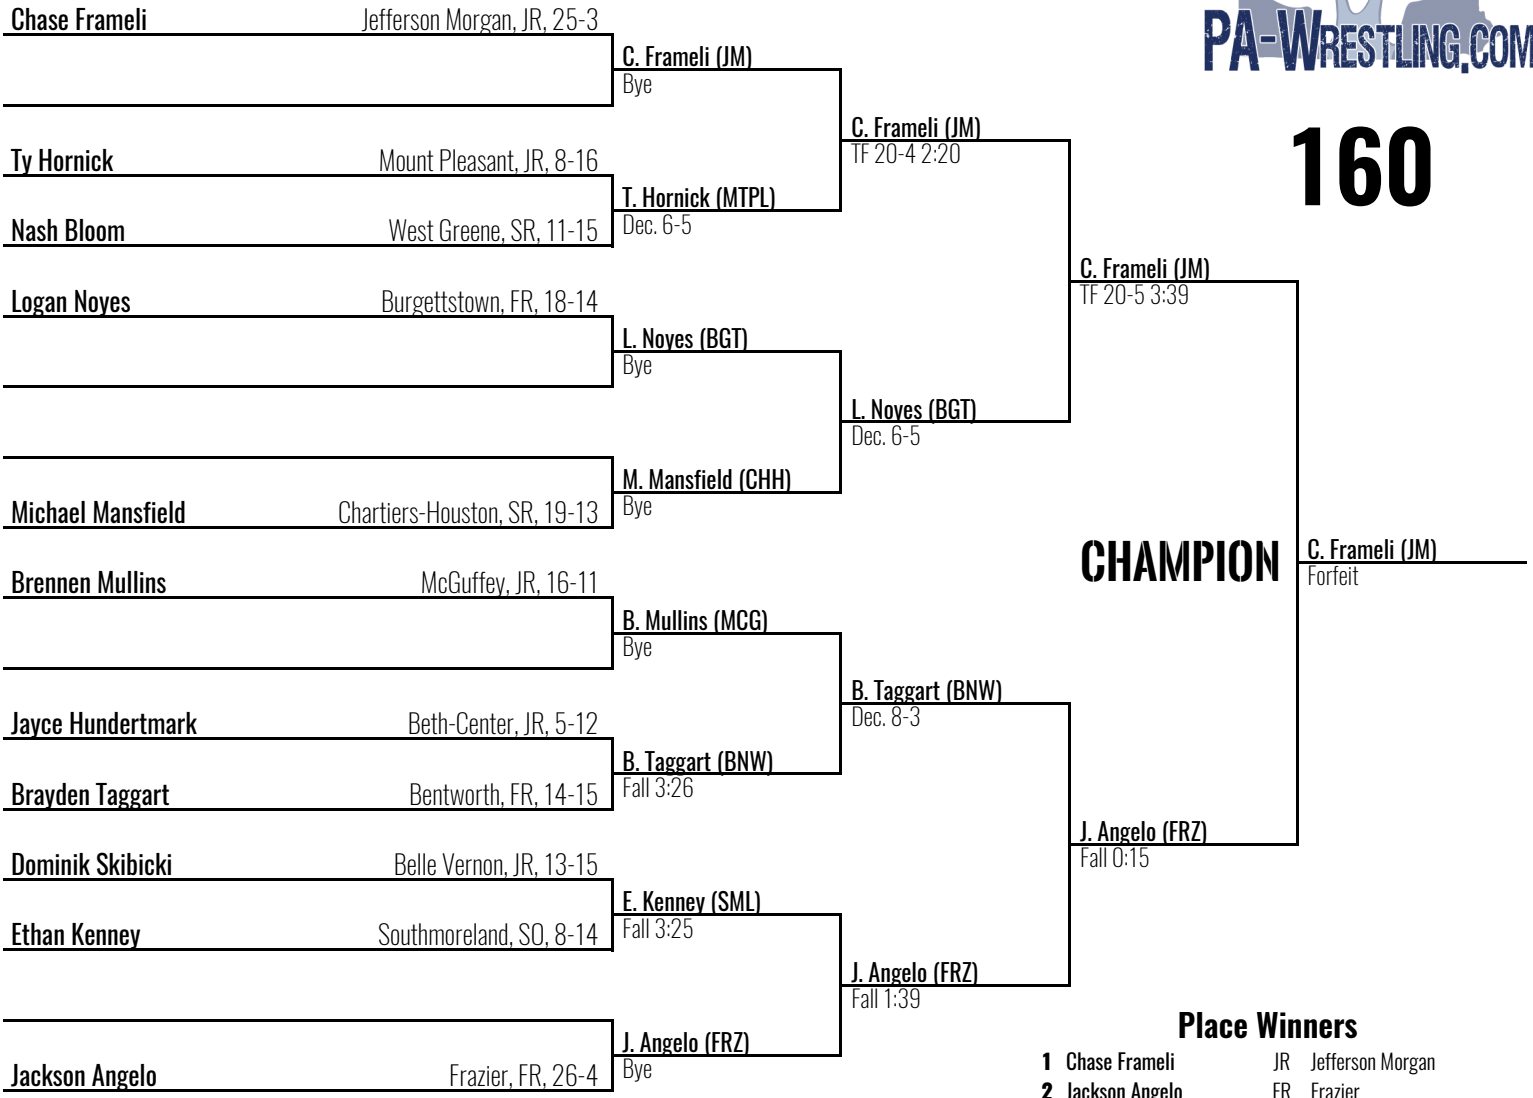 PA-WRESTLING.COM
160
Chase Frameli Jefferson Morgan, JR, 25-3
Ty Hornick Mount Pleasant, JR, 8-16
Nash Bloom West Greene, SR, 11-15
Logan Noyes Burgettstown, FR, 18-14
Michael Mansfield Chartiers-Houston, SR, 19-13
Brennen Mullins McGuffey, JR, 16-11
Jayce Hundertmark Beth-Center, JR, 5-12
Brayden Taggart Bentworth, FR, 14-15
Dominik Skibicki Belle Vernon, JR, 13-15
Ethan Kenney Southmoreland, SO, 8-14
Jackson Angelo Frazier, FR, 26-4
C. Frameli (JM)
Bye
T. Hornick (MTPL)
Dec. 6-5
L. Noyes (BGT)
Bye
M. Mansfield (CHH)
Bye
B. Mullins (MCG)
Bye
B. Taggart (BNW)
Fall 3:26
E. Kenney (SML)
Fall 3:25
J. Angelo (FRZ)
Bye
C. Frameli (JM)
TF 20-4 2:20
L. Noyes (BGT)
Dec. 6-5
B. Taggart (BNW)
Dec. 8-3
J. Angelo (FRZ)
Fall 1:39
C. Frameli (JM)
TF 20-5 3:39
J. Angelo (FRZ)
Fall 0:15
CHAMPION
C. Frameli (JM)
Forfeit
Place Winners
1 Chase Frameli JR Jefferson Morgan
2 Jackson Angelo FR Frazier